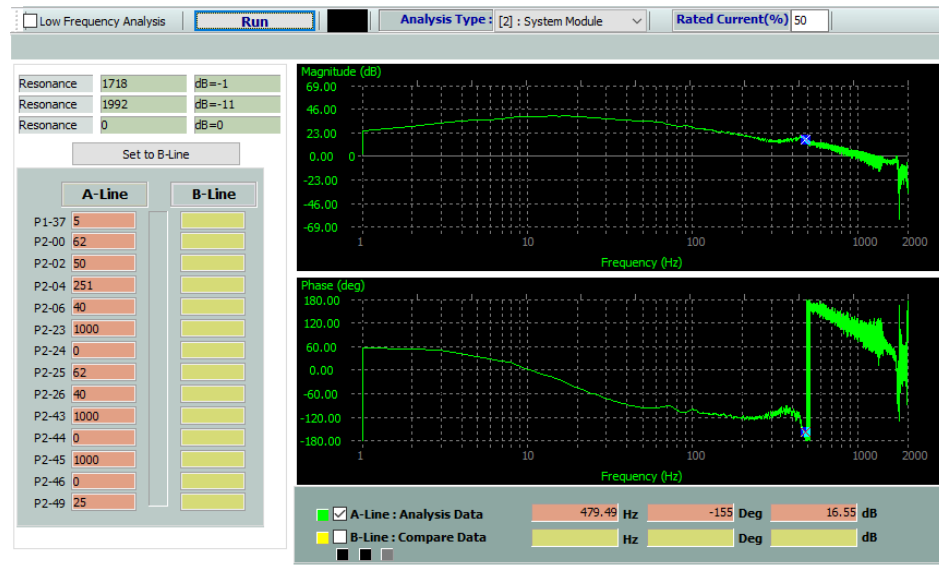 Low Frequency Analysis Run Analysis Type : [2] : System Module Rated Current(%) 50
Resonance 1718 dB=-1
Resonance 1992 dB=-11
Resonance 0 dB=0
Set to B-Line
A-Line B-Line
P1-37 5
P2-00 62
P2-02 50
P2-04 251
P2-06 40
P2-23 1000
P2-24 0
P2-25 62
P2-26 40
P2-43 1000
P2-44 0
P2-45 1000
P2-46 0
P2-49 25
Magnitude (dB)
69.00
46.00
23.00
0.00 0
-23.00
-46.00
-69.00
1 10 100 1000 2000
Frequency (Hz)
Phase (deg)
180.00
120.00
60.00
0.00
-60.00
-120.00
-180.00
1 10 100 1000 2000
Frequency (Hz)
A-Line : Analysis Data 479.49 Hz -155 Deg 16.55 dB
B-Line : Compare Data Hz Deg dB